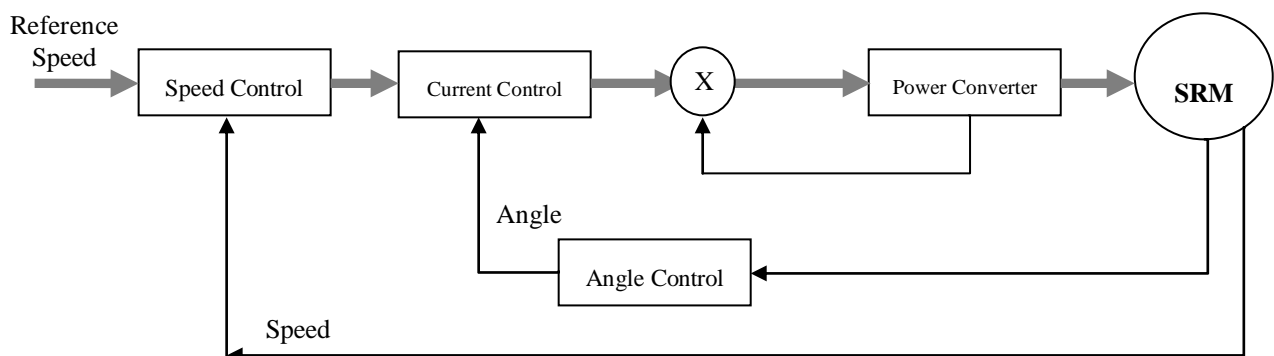 Reference
Speed
Speed Control
Current Control
X
Power Converter
SRM
Angle
Angle Control
Speed